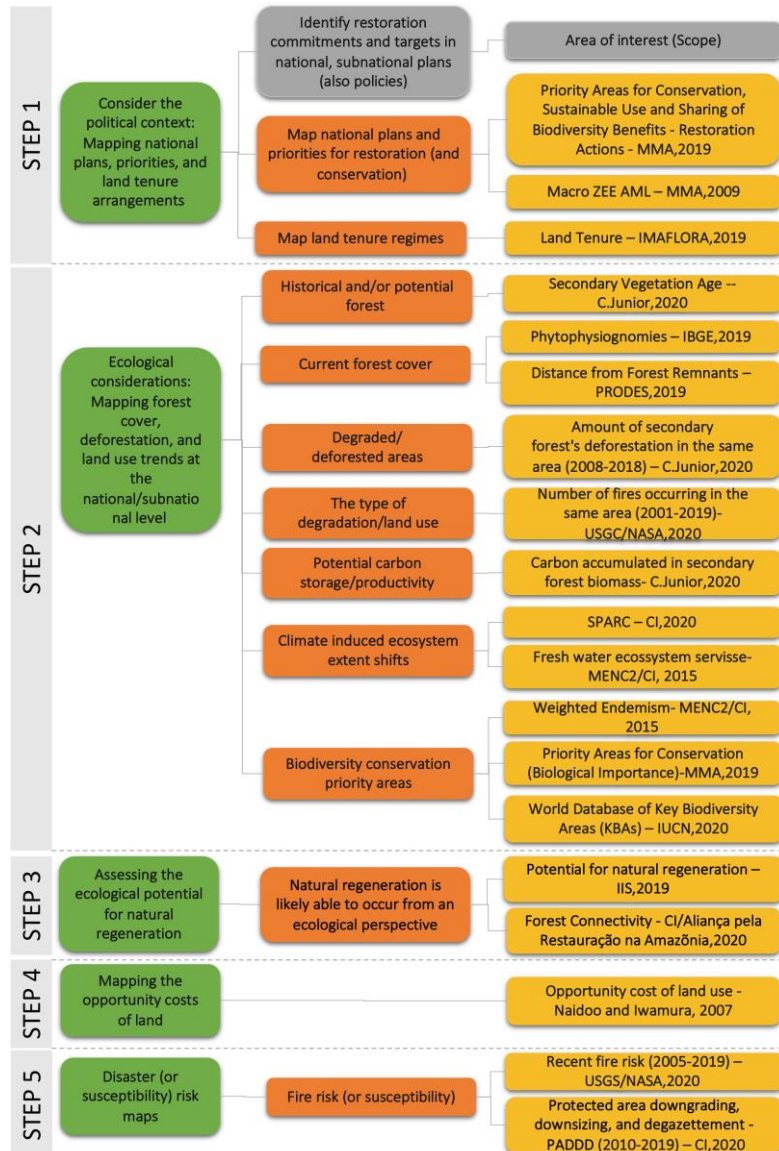 STEP 1
Consider the
political context:
Mapping national
plans, priorities, and
land tenure
arrangements
Identify restoration
commitments and targets in
national, subnational plans
(also policies)
Area of interest (Scope)
Map national plans and
priorities for restoration (and
conservation)
Priority Areas for Conservation,
Sustainable Use and Sharing of
Biodiversity Benefits - Restoration
Actions - MMA,2019
Macro ZEE AML – MMA,2009
Map land tenure regimes
Land Tenure – IMAFLORA,2019
STEP 2
Ecological
considerations:
Mapping forest
cover,
deforestation, and
land use trends at
the
national/subnatio
nal level
Historical and/or potential
forest
Secondary Vegetation Age --
C.Junior,2020
Current forest cover
Phytophysiognomies – IBGE,2019
Distance from Forest Remnants –
PRODES,2019
Degraded/
deforested areas
Amount of secondary
forest's deforestation in the same
area (2008-2018) – C.Junior,2020
The type of
degradation/land use
Number of fires occurring in the
same area (2001-2019)-
USGC/NASA,2020
Potential carbon
storage/productivity
Carbon accumulated in secondary
forest biomass- C.Junior,2020
Climate induced ecosystem
extent shifts
SPARC – CI,2020
Fresh water ecossystem servisse-
MENC2/CI, 2015
Biodiversity conservation
priority areas
Weighted Endemism- MENC2/CI,
2015
Priority Areas for Conservation
(Biological Importance)-MMA,2019
World Database of Key Biodiversity
Areas (KBAs) – IUCN,2020
STEP 3
Assessing the
ecological potential
for natural
regeneration
Natural regeneration is
likely able to occur from an
ecological perspective
Potential for natural regeneration –
IIS,2019
Forest Connectivity - CI/Aliança pela
Restauração na Amazõnia,2020
STEP 4
Mapping the
opportunity costs
of land
Opportunity cost of land use -
Naidoo and Iwamura, 2007
STEP 5
Disaster (or
susceptibility) risk
maps
Fire risk (or susceptibility)
Recent fire risk (2005-2019) –
USGS/NASA,2020
Protected area downgrading,
downsizing, and degazettement -
PADDD (2010-2019) – CI,2020